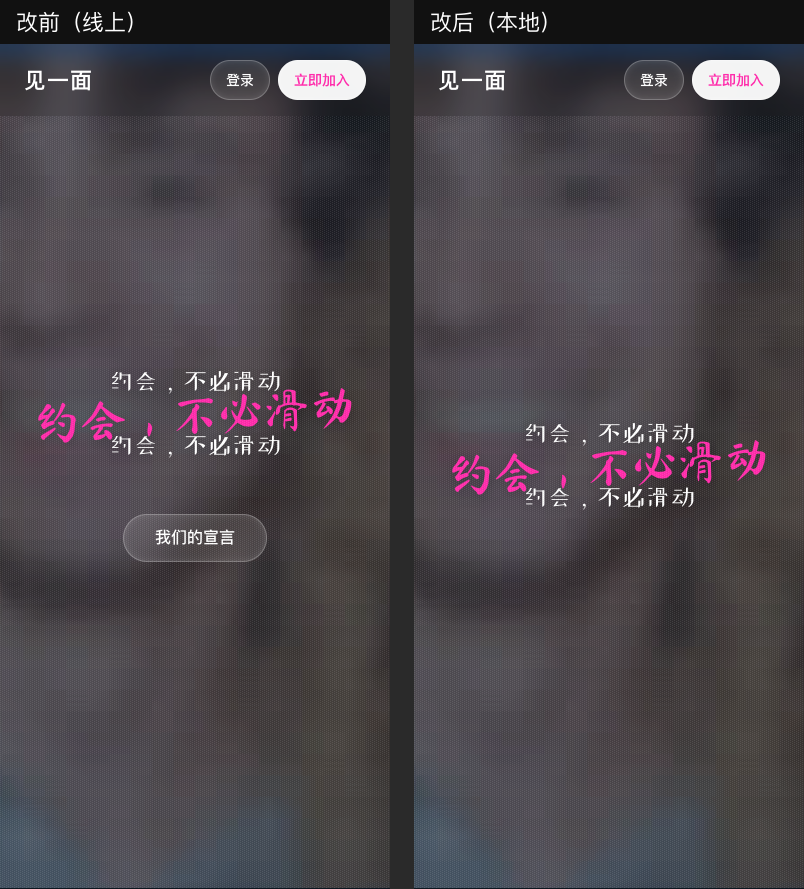 改前（线上）
见一面
登录
立即加入
约会，不必滑动
约会，不必滑动
约会，不必滑动
我们的宣言
改后（本地）
见一面
登录
立即加入
约会，不必滑动
约会，不必滑动
约会，不必滑动